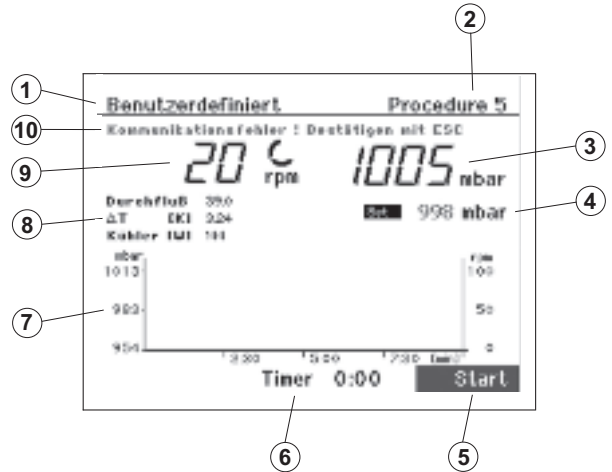 2
1 Benutzerdefiniert Procedure 5
10 Kommunikationsfehler ! Bestätigen mit ESC
9 20 rpm 1005 mbar 3
Durchfluß 39.0
8 ΔT [K] 3.24 Set 998 mbar 4
Kühler [W]
mbar rpm
1013 100
7 983 50
954 0
2:30 5:00 7:30 [min]
Timer 0:00 Start
6 5